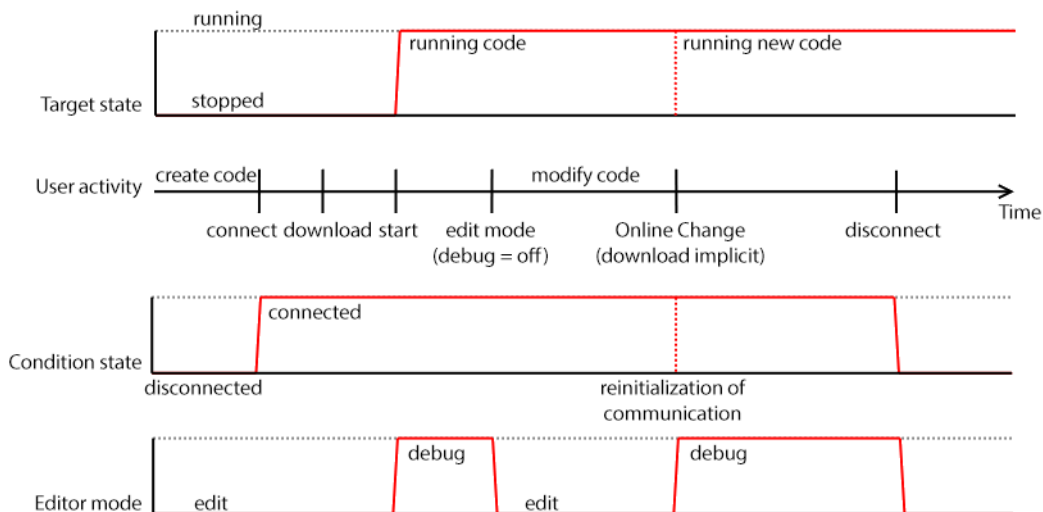 running
running code
running new code
Target state
stopped
create code
modify code
User activity
Time
connect
download
start
edit mode
(debug = off)
Online Change
(download implicit)
disconnect
connected
Condition state
disconnected
reinitialization of
communication
debug
debug
Editor mode
edit
edit